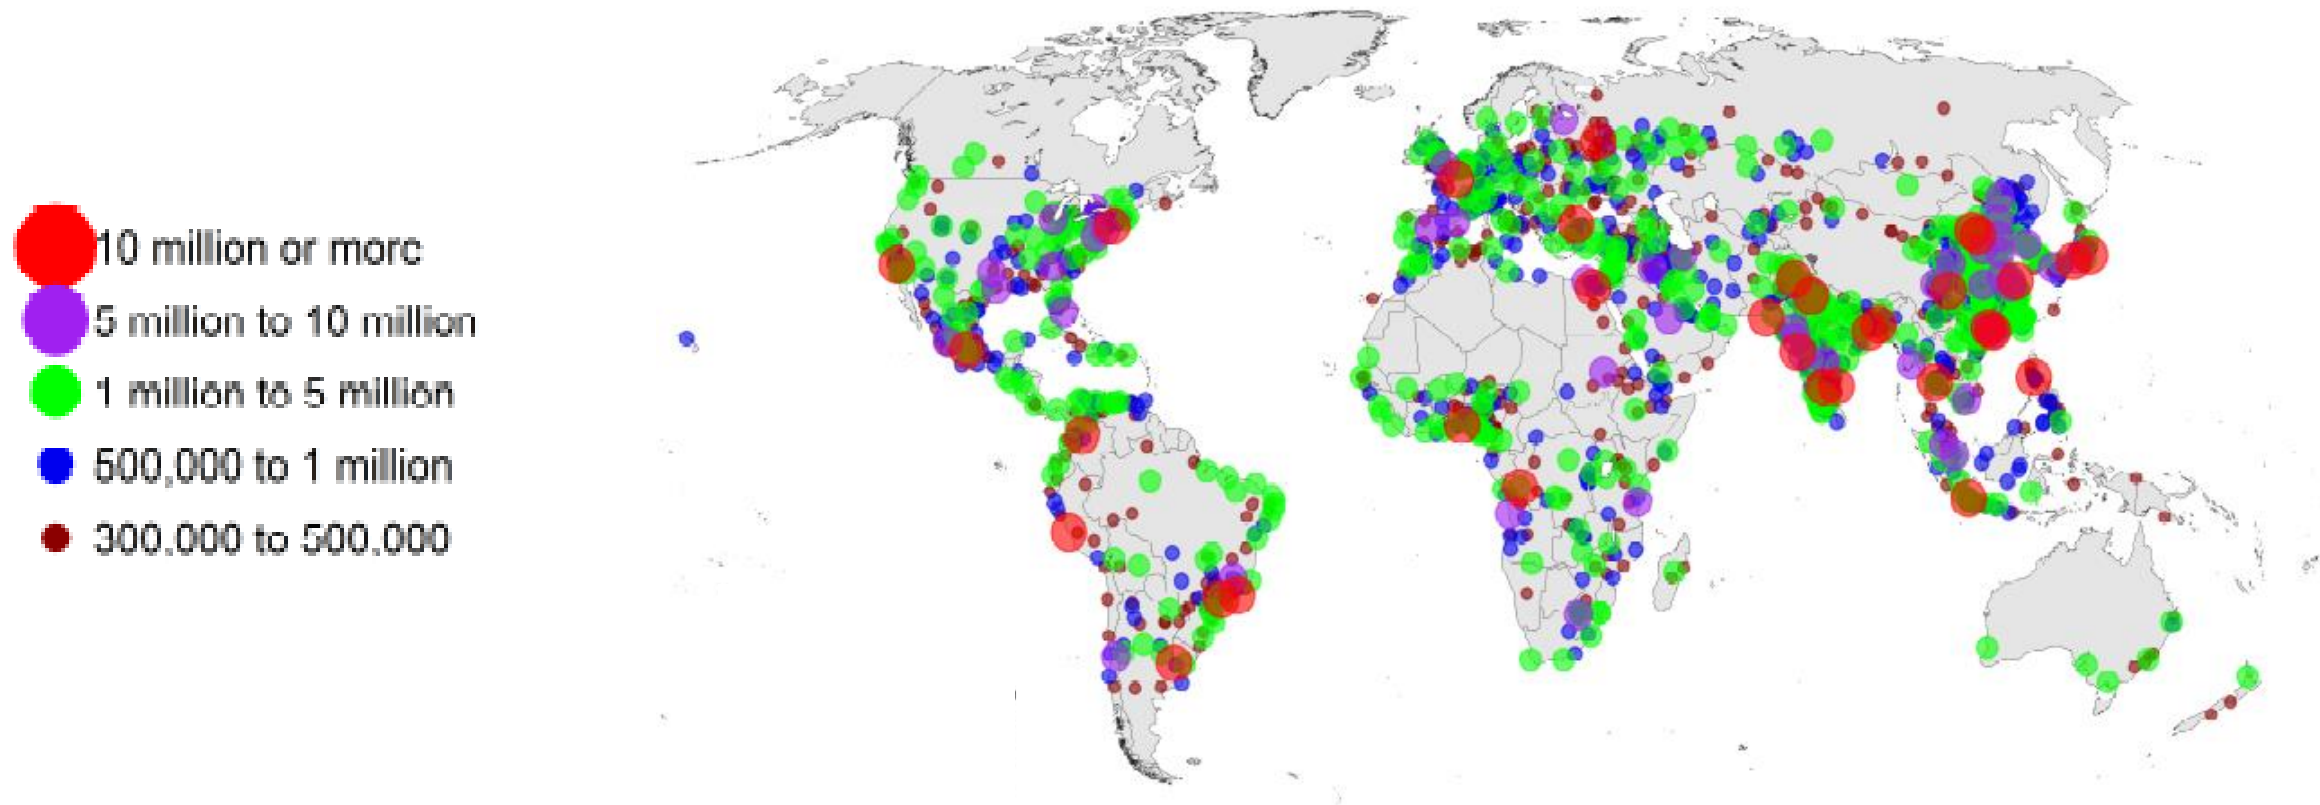 10 million or morc
5 million to 10 million
1 million to 5 million
500,000 to 1 million
300.000 to 500.000